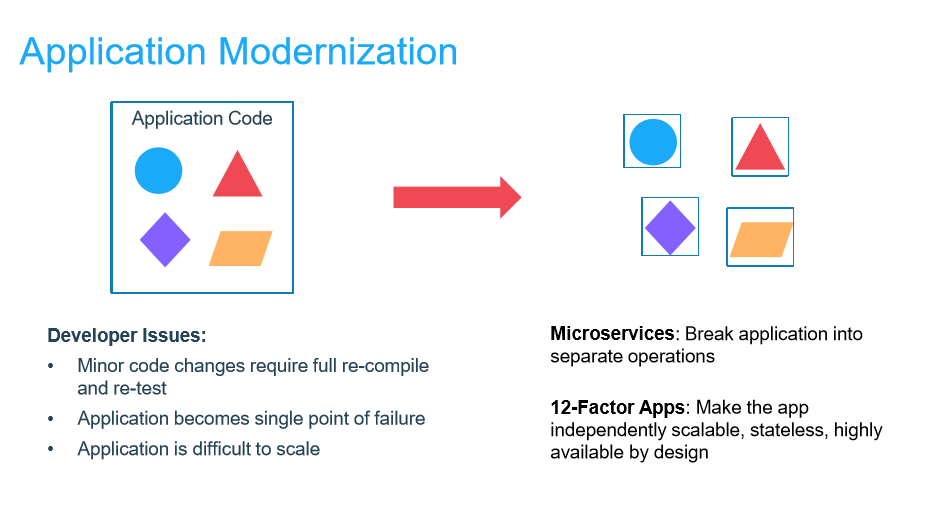 Application Modernization
Application Code
Developer Issues:
• Minor code changes require full re-compile
and re-test
• Application becomes single point of failure
• Application is difficult to scale
Microservices: Break application into
separate operations
12-Factor Apps: Make the app
independently scalable, stateless, highly
available by design